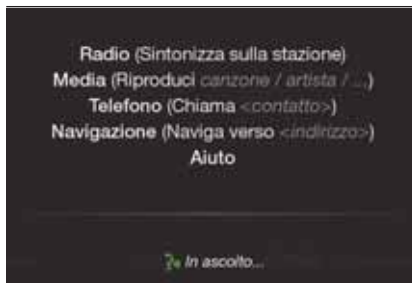 Radio (Sintonizza sulla stazione)
Media (Riproduci canzone / artista / ...)
Telefono (Chiama <contatto>)
Navigazione (Naviga verso <indirizzo>)
Aiuto
In ascolto...